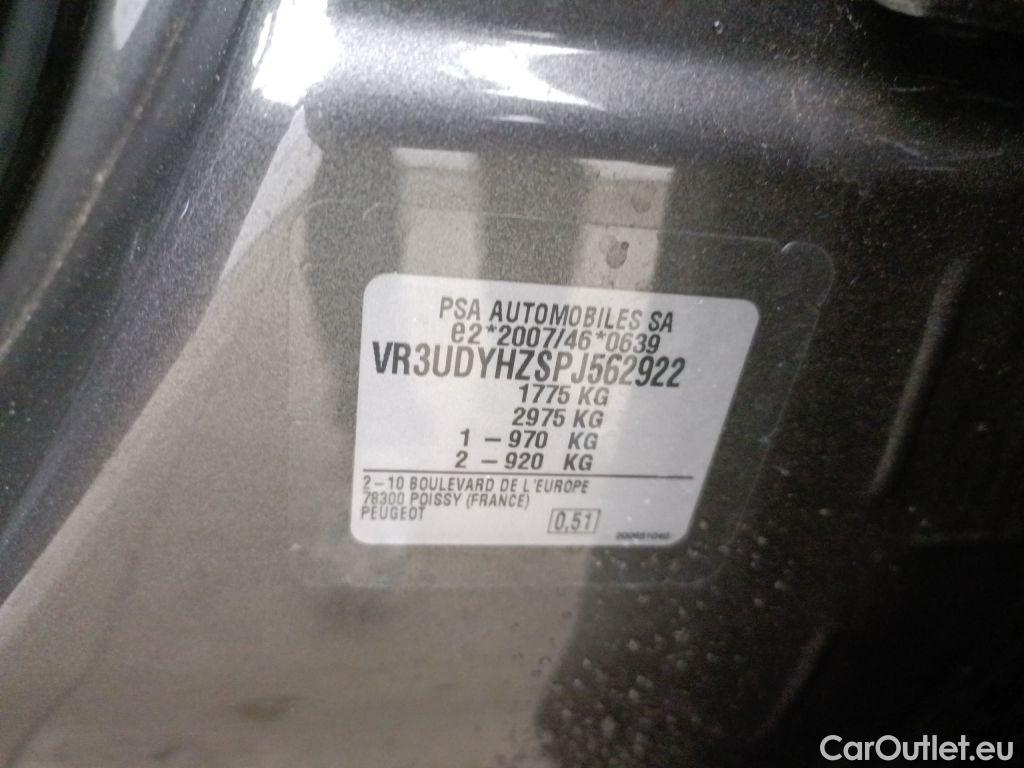 PSA AUTOMOBILES SA
e2*2007/46*0639
VR3UDYHZSPJ562922
1775 KG
2975 KG
1 – 970 KG
2 – 920 KG
2 – 10 BOULEVARD DE L'EUROPE
78300 POISSY (FRANCE)
PEUGEOT
0,51
CarOutlet.eu